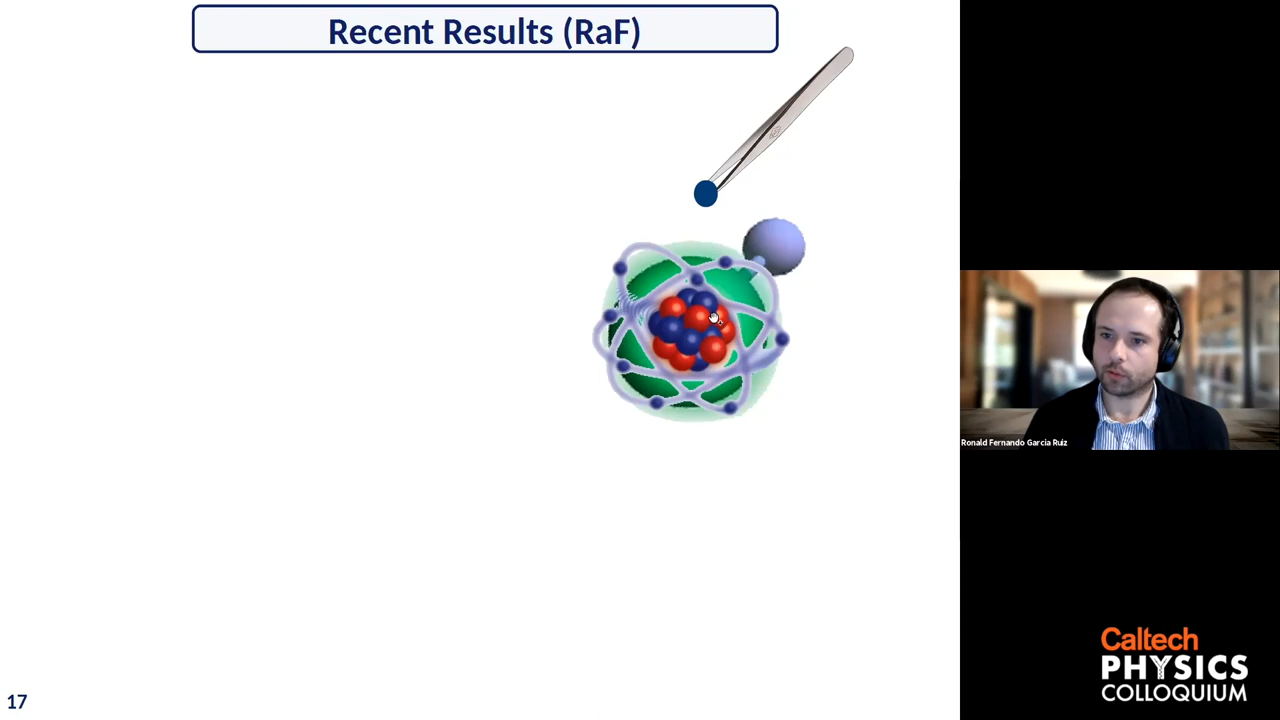 Recent Results (RaF)
Ronald Fernando Garcia Ruiz
Caltech
PHYSICS
COLLOQUIUM
17